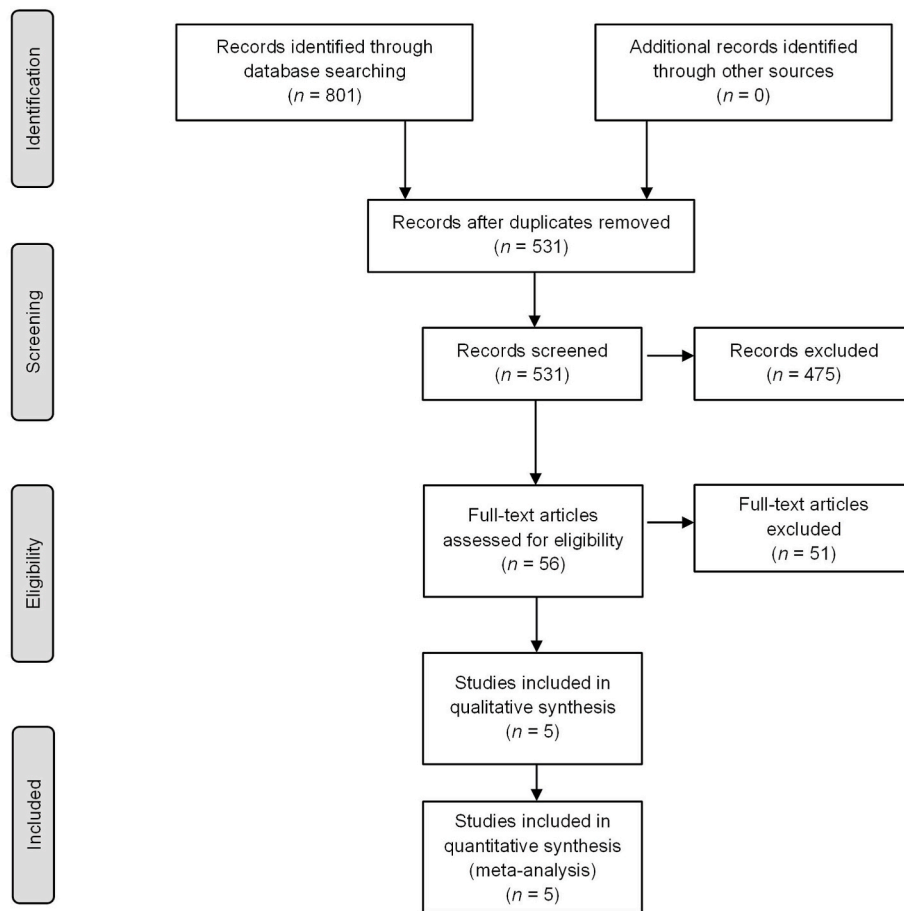 Identification
Records identified through
database searching
(n = 801)
Additional records identified
through other sources
(n = 0)
Records after duplicates removed
(n = 531)
Screening
Records screened
(n = 531)
Records excluded
(n = 475)
Eligibility
Full-text articles
assessed for eligibility
(n = 56)
Full-text articles
excluded
(n = 51)
Studies included in
qualitative synthesis
(n = 5)
Included
Studies included in
quantitative synthesis
(meta-analysis)
(n = 5)